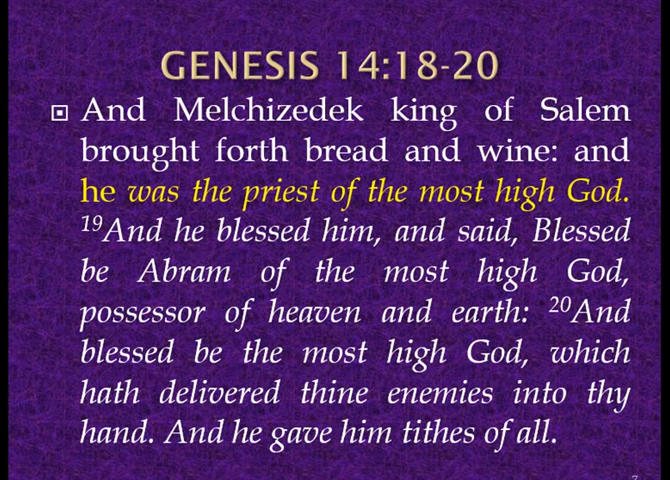 GENESIS 14:18-20
And Melchizedek king of Salem
brought forth bread and wine: and
he was the priest of the most high God.
19And he blessed him, and said, Blessed
be Abram of the most high God,
possessor of heaven and earth: 20And
blessed be the most high God, which
hath delivered thine enemies into thy
hand. And he gave him tithes of all.
7